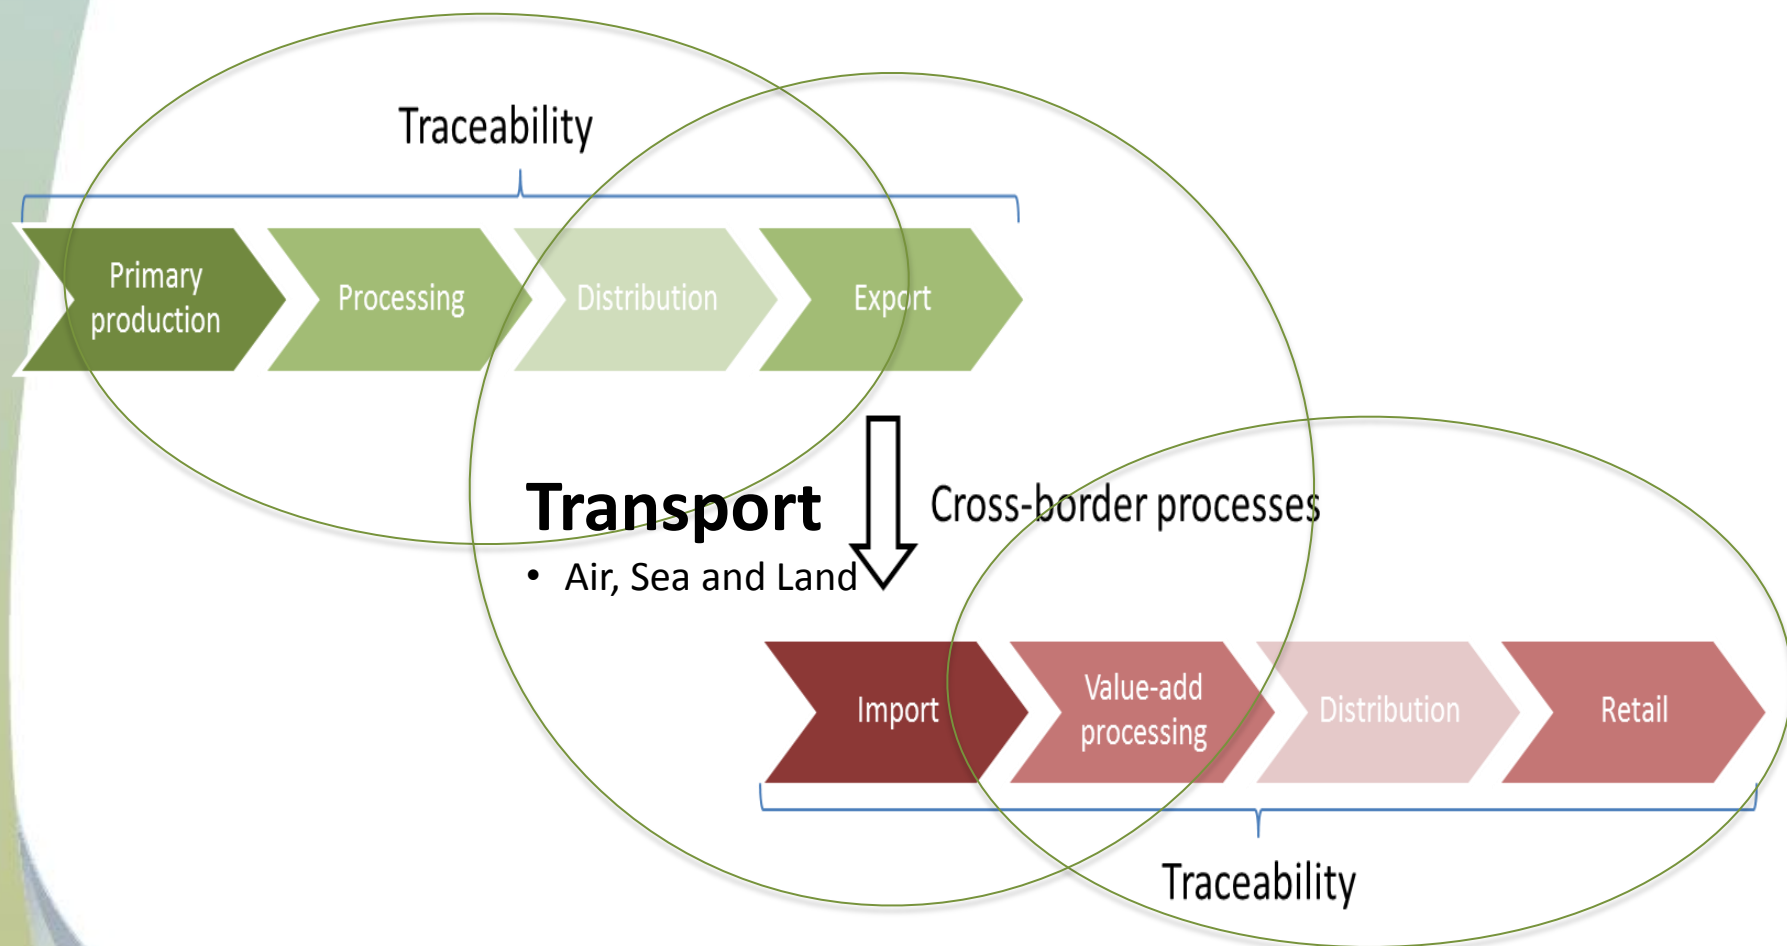 Traceability
Primary
production
Processing
Distribution
Export
Transport
Cross-border processes
• Air, Sea and Land
Import
Value-add
processing
Distribution
Retail
Traceability